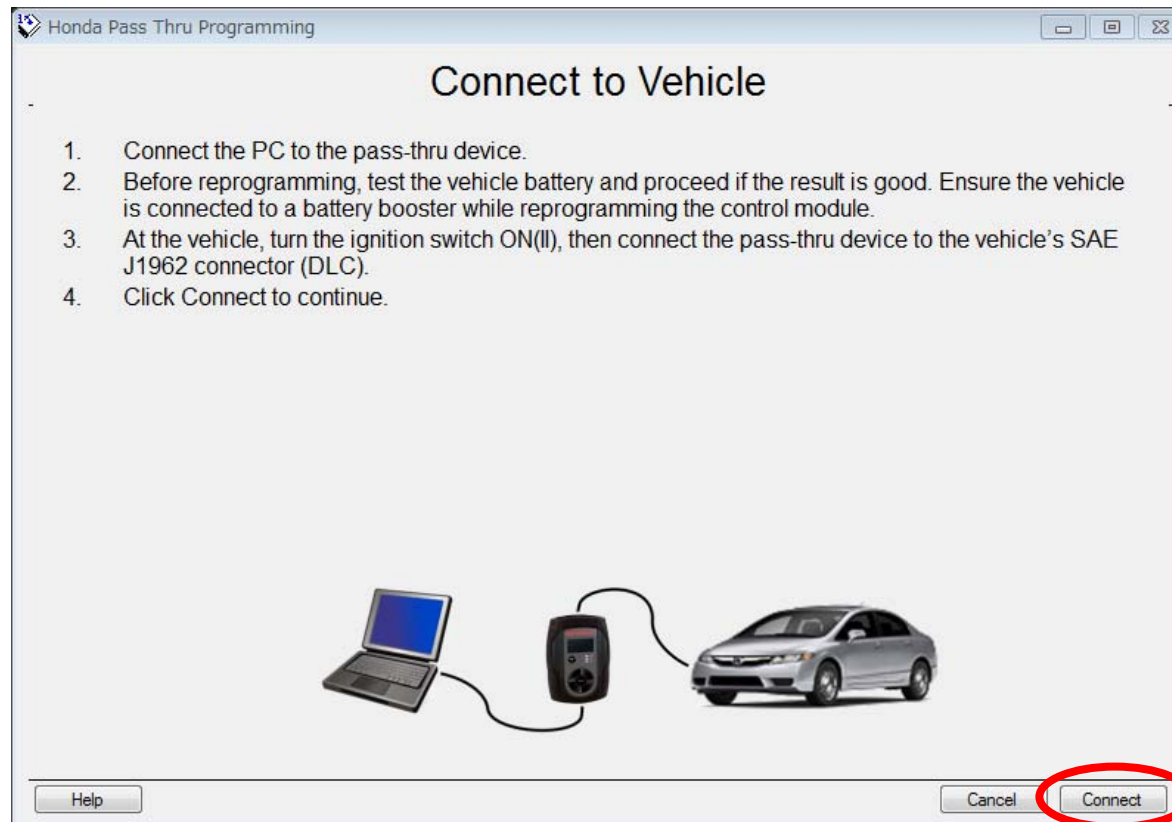 Honda Pass Thru Programming
Connect to Vehicle
1. Connect the PC to the pass-thru device.
2. Before reprogramming, test the vehicle battery and proceed if the result is good. Ensure the vehicle
is connected to a battery booster while reprogramming the control module.
3. At the vehicle, turn the ignition switch ON(II), then connect the pass-thru device to the vehicle’s SAE
J1962 connector (DLC).
4. Click Connect to continue.
Help Cancel Connect